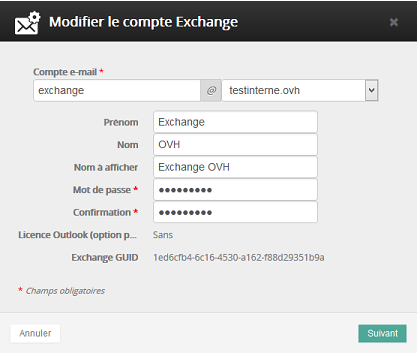 Modifier le compte Exchange
Compte e-mail *
exchange @ testinterne.ovh
Prénom Exchange
Nom OVH
Nom à afficher Exchange OVH
Mot de passe * ●●●●●●●●●
Confirmation * ●●●●●●●●●
Licence Outlook (option p... Sans
Exchange GUID 1ed6cfb4-6c16-4530-a162-f88d29351b9a
* Champs obligatoires
Annuler Suivant